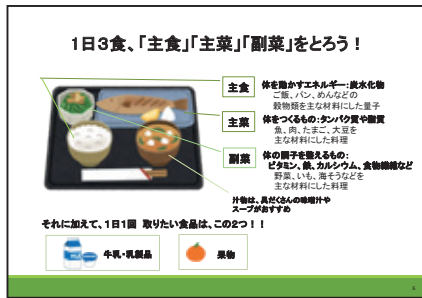 1日3食、「主食」「主菜」「副菜」をとろう！
主食
体を動かすエネルギー：炭水化物
ご飯、パン、めんなどの
穀物類を主な材料にした量子
主菜
体をつくるもの：タンパク質や脂質
魚、肉、たまご、大豆を
主な材料にした料理
副菜
体の調子を整えるもの：
ビタミン、鉄、カルシウム、食物繊維など
野菜、いも、海そうなどを
主な材料にした料理
汁物は、具だくさんの味噌汁や
スープがおすすめ
それに加えて、1日1回 取りたい食品は、この2つ！！
牛乳・乳製品
果物